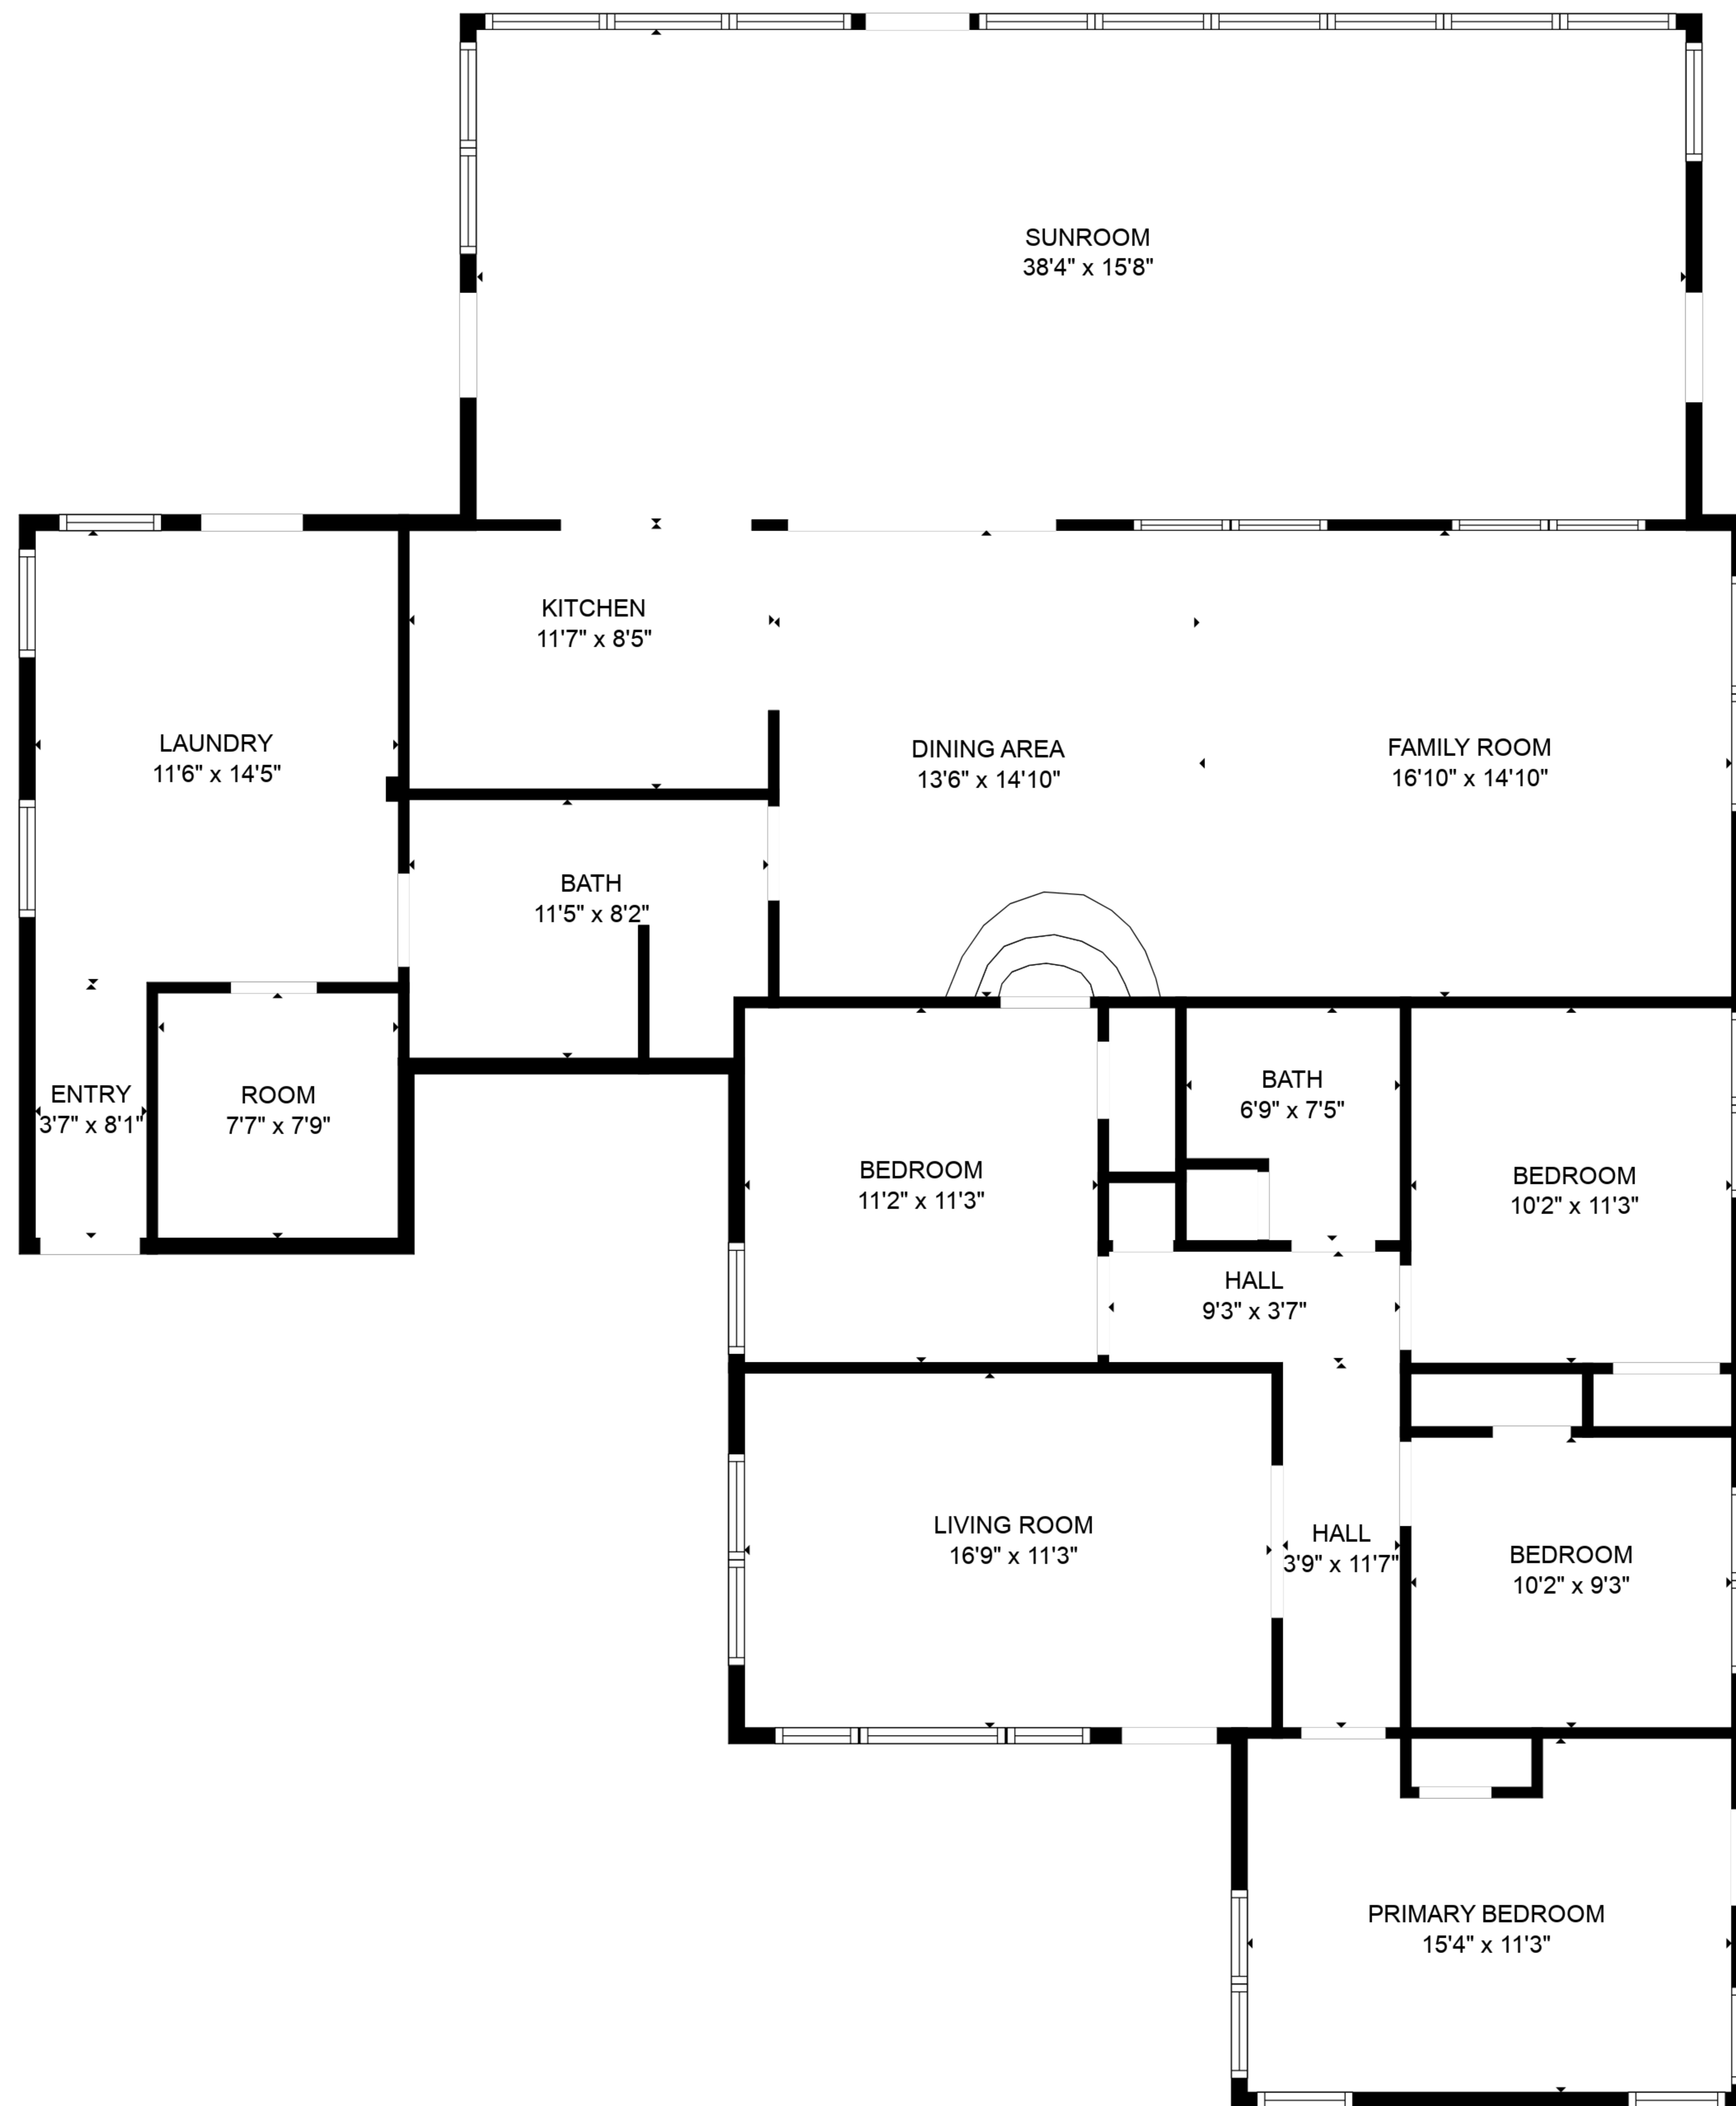 SUNROOM
38'4" x 15'8"
KITCHEN
11'7" x 8'5"
LAUNDRY
11'6" x 14'5"
DINING AREA
13'6" x 14'10"
FAMILY ROOM
16'10" x 14'10"
BATH
11'5" x 8'2"
ENTRY
3'7" x 8'1"
ROOM
7'7" x 7'9"
BATH
6'9" x 7'5"
BEDROOM
11'2" x 11'3"
BEDROOM
10'2" x 11'3"
HALL
9'3" x 3'7"
LIVING ROOM
16'9" x 11'3"
HALL
3'9" x 11'7"
BEDROOM
10'2" x 9'3"
PRIMARY BEDROOM
15'4" x 11'3"